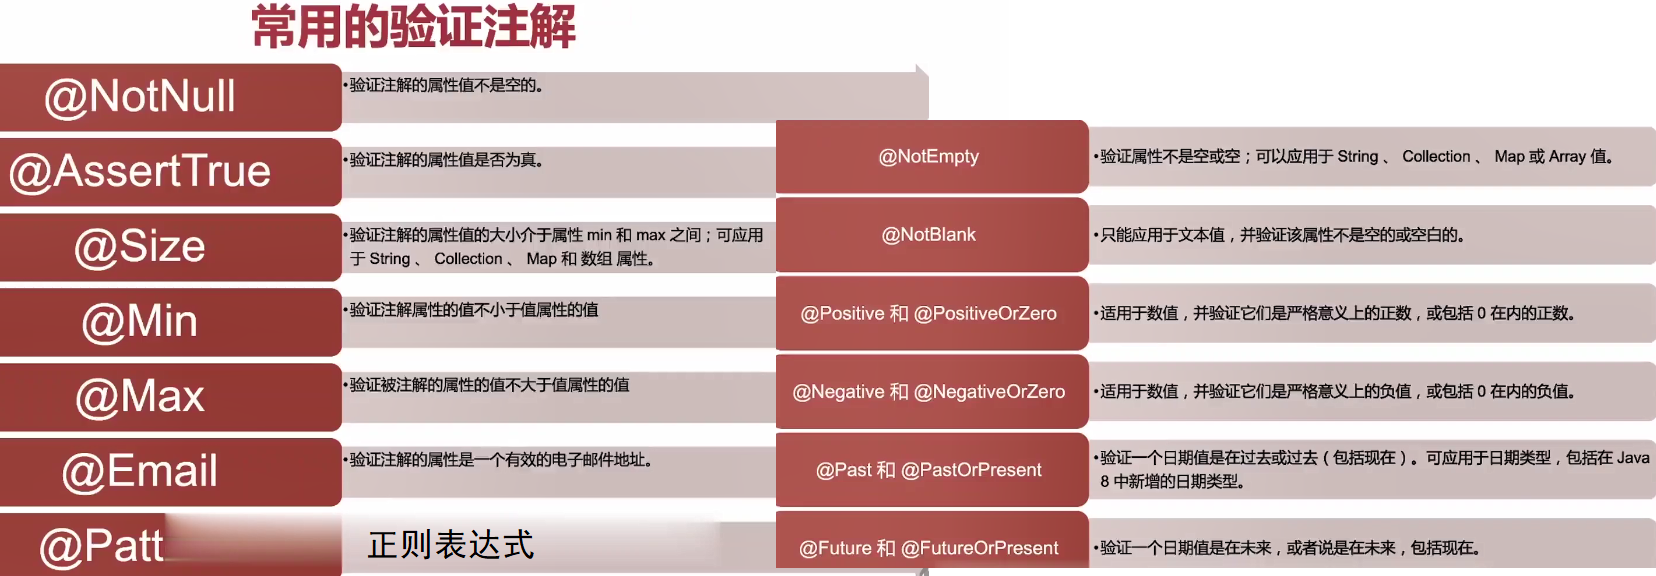 常用的验证注解
@NotNull
•验证注解的属性值不是空的。
@AssertTrue
•验证注解的属性值是否为真。
@Size
•验证注解的属性值的大小介于属性 min 和 max 之间；可应用
于 String 、 Collection 、 Map 和 数组 属性。
@Min
•验证注解属性的值不小于值属性的值
@Max
•验证被注解的属性的值不大于值属性的值
@Email
•验证注解的属性是一个有效的电子邮件地址。
@Patt
正则表达式
@NotEmpty
•验证属性不是空或空；可以应用于 String 、 Collection 、 Map 或 Array 值。
@NotBlank
•只能应用于文本值，并验证该属性不是空的或空白的。
@Positive 和 @PositiveOrZero
•适用于数值，并验证它们是严格意义上的正数，或包括 0 在内的正数。
@Negative 和 @NegativeOrZero
•适用于数值，并验证它们是严格意义上的负值，或包括 0 在内的负值。
@Past 和 @PastOrPresent
•验证一个日期值是在过去或过去（包括现在）。可应用于日期类型，包括在 Java
8 中新增的日期类型。
@Future 和 @FutureOrPresent
•验证一个日期值是在未来，或者说是在未来，包括现在。